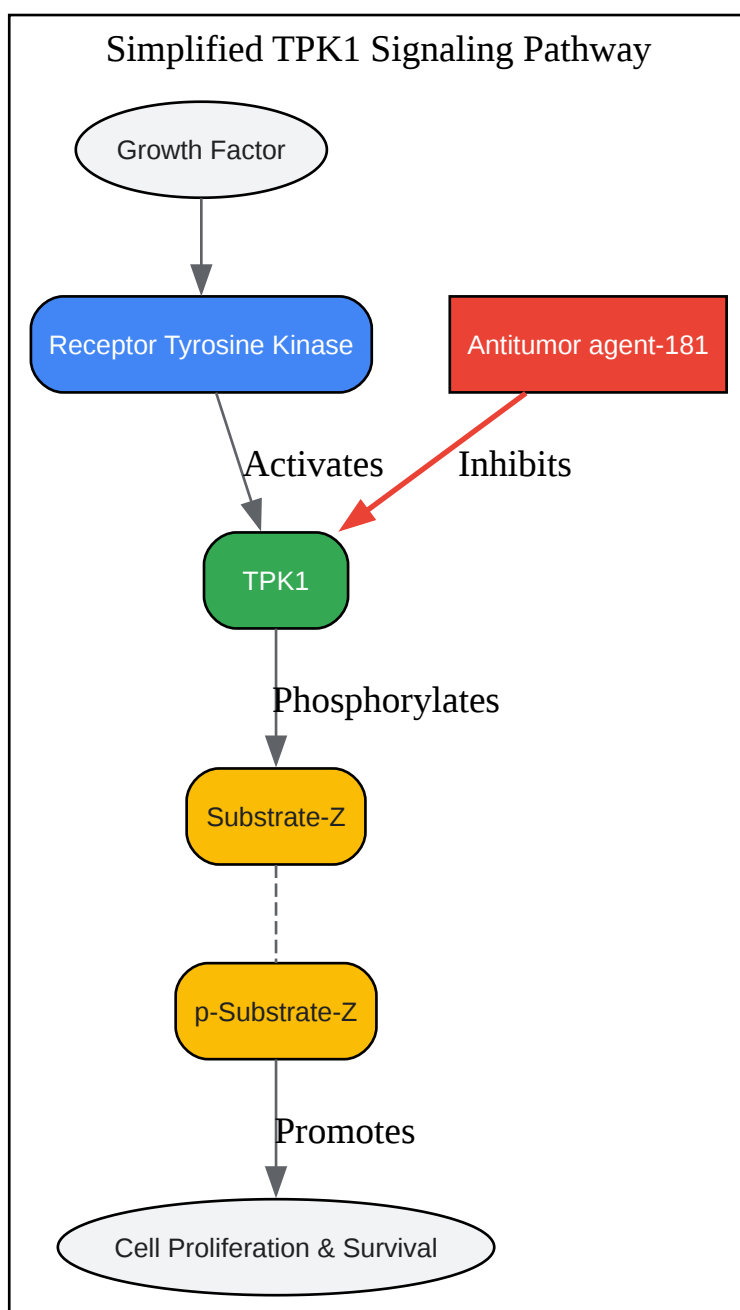 Simplified TPK1 Signaling Pathway
Growth Factor
Receptor Tyrosine Kinase
Antitumor agent-181
Activates
Inhibits
TPK1
Phosphorylates
Substrate-Z
p-Substrate-Z
Promotes
Cell Proliferation & Survival